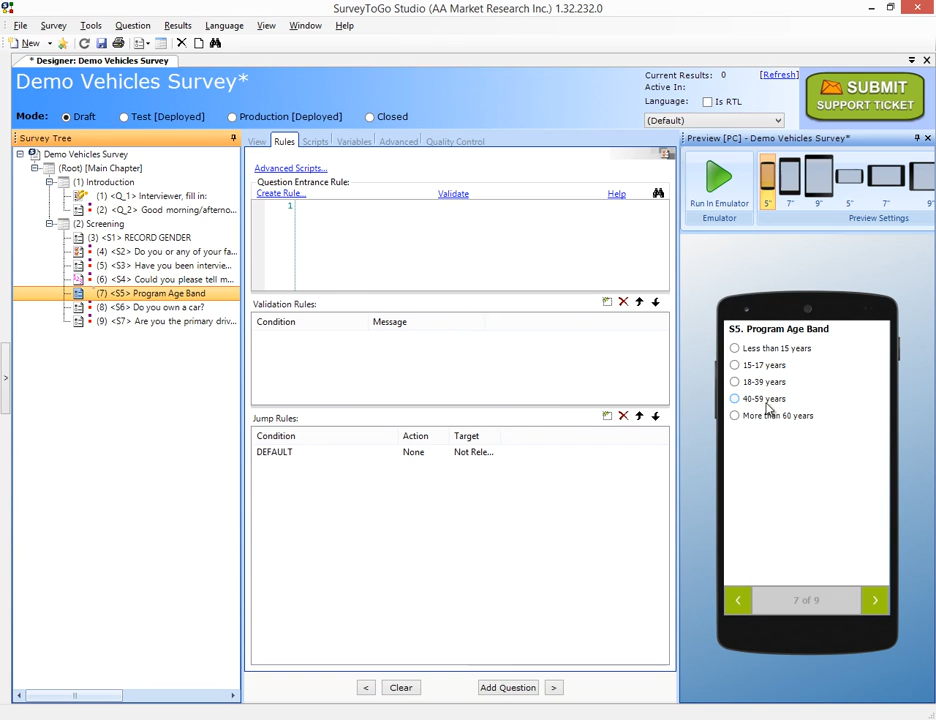 SurveyToGo Studio (AA Market Research Inc.) 1.32.232.0
File Survey Tools Question Results Language View Window Help
New
* Designer: Demo Vehicles Survey
Demo Vehicles Survey*
Current Results: 0 [Refresh]
Active In:
Language: Is RTL
(Default)
SUBMIT
SUPPORT TICKET
Mode: Draft Test [Deployed] Production [Deployed] Closed
Survey Tree
Demo Vehicles Survey
(Root) [Main Chapter]
(1) Introduction
(1) <Q_1> Interviewer, fill in:
(2) <Q_2> Good morning/afterno...
(2) Screening
(3) <S1> RECORD GENDER
(4) <S2> Do you or any of your fa...
(5) <S3> Have you been intervie...
(6) <S4> Could you please tell m...
(7) <S5> Program Age Band
(8) <S6> Do you own a car?
(9) <S7> Are you the primary driv...
View Rules Scripts Variables Advanced Quality Control
Advanced Scripts...
Question Entrance Rule:
Create Rule... Validate Help
1
Validation Rules:
Condition Message
Jump Rules:
Condition Action Target
DEFAULT None Not Rele...
< Clear Add Question >
Preview [PC] - Demo Vehicles Survey*
Run In Emulator
5" 7" 9" 5" 7" 9"
Emulator Preview Settings
S5. Program Age Band
Less than 15 years
15-17 years
18-39 years
40-59 years
More than 60 years
7 of 9